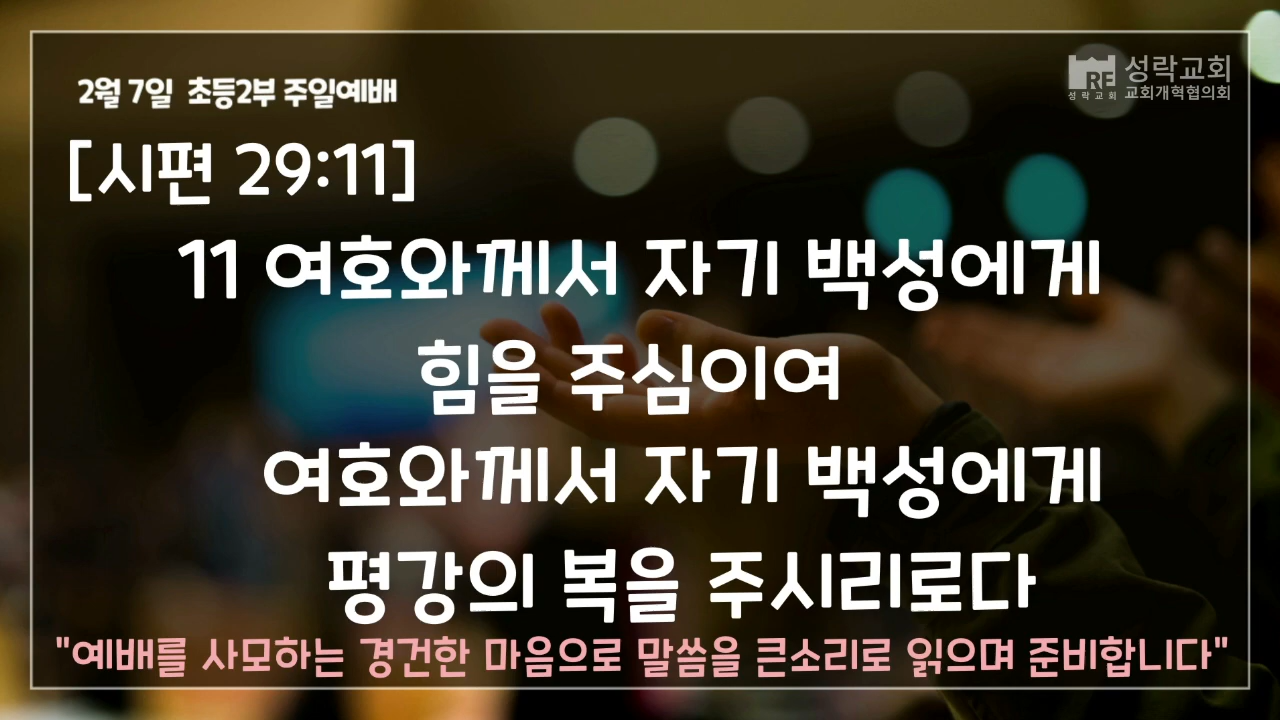 2월 7일 초등2부 주일예배
RE
성락교회
성락교회
교회개혁협의회
[시편 29:11]
11 여호와께서 자기 백성에게
힘을 주심이여
여호와께서 자기 백성에게
평강의 복을 주시리로다
"예배를 사모하는 경건한 마음으로 말씀을 큰소리로 읽으며 준비합니다"